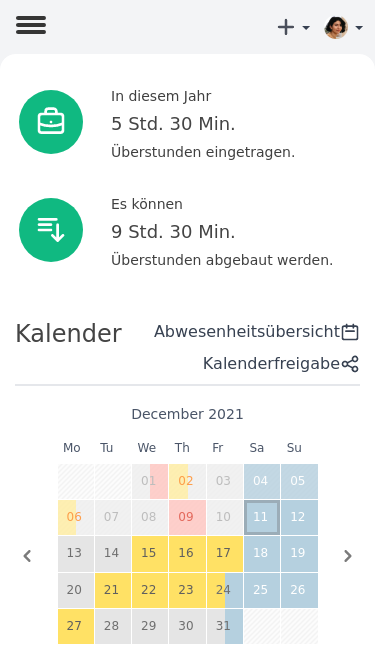 In diesem Jahr
5 Std. 30 Min.
Überstunden eingetragen.
Es können
9 Std. 30 Min.
Überstunden abgebaut werden.
Kalender
Abwesenheitsübersicht
Kalenderfreigabe
December 2021
Mo Tu We Th Fr Sa Su
01 02 03 04 05
06 07 08 09 10 11 12
13 14 15 16 17 18 19
20 21 22 23 24 25 26
27 28 29 30 31